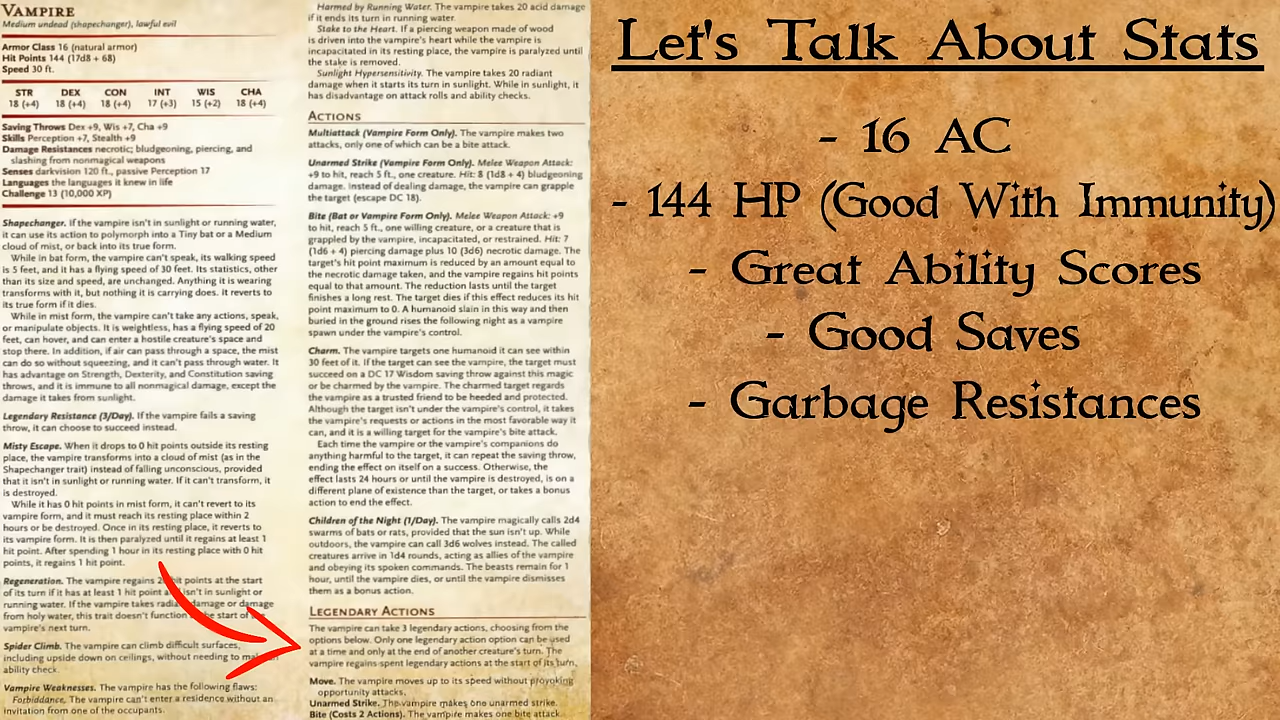 VAMPIRE
Medium undead (shapechanger), lawful evil
Armor Class 16 (natural armor)
Hit Points 144 (17d8 + 68)
Speed 30 ft.
STR DEX CON INT WIS CHA
18 (+4) 18 (+4) 18 (+4) 17 (+3) 15 (+2) 18 (+4)
Saving Throws Dex +9, Wis +7, Cha +9
Skills Perception +7, Stealth +9
Damage Resistances necrotic; bludgeoning, piercing, and
slashing from nonmagical weapons
Senses darkvision 120 ft., passive Perception 17
Languages the languages it knew in life
Challenge 13 (10,000 XP)
Shapechanger. If the vampire isn't in sunlight or running water,
it can use its action to polymorph into a Tiny bat or a Medium
cloud of mist, or back into its true form.
While in bat form, the vampire can't speak, its walking speed
is 5 feet, and it has a flying speed of 30 feet. Its statistics, other
than its size and speed, are unchanged. Anything it is wearing
transforms with it, but nothing it is carrying does. It reverts to
its true form if it dies.
While in mist form, the vampire can't take any actions, speak,
or manipulate objects. It is weightless, has a flying speed of 20
feet, can hover, and can enter a hostile creature's space and
stop there. In addition, if air can pass through a space, the mist
can do so without squeezing, and it can't pass through water. It
has advantage on Strength, Dexterity, and Constitution saving
throws, and it is immune to all nonmagical damage, except the
damage it takes from sunlight.
Legendary Resistance (3/Day). If the vampire fails a saving
throw, it can choose to succeed instead.
Misty Escape. When it drops to 0 hit points outside its resting
place, the vampire transforms into a cloud of mist (as in the
Shapechanger trait) instead of falling unconscious, provided
that it isn't in sunlight or running water. If it can't transform, it
is destroyed.
While it has 0 hit points in mist form, it can't revert to its
vampire form, and it must reach its resting place within 2
hours or be destroyed. Once in its resting place, it reverts to
its vampire form. It is then paralyzed until it regains at least 1
hit point. After spending 1 hour in its resting place with 0 hit
points, it regains 1 hit point.
Regeneration. The vampire regains hit points at the start
of its turn if it has at least 1 hit point isn't in sunlight or
running water. If the vampire takes damage or damage
from holy water, this trait doesn't function the start of
vampire's next turn.
Spider Climb. The vampire can climb difficult surfaces,
including upside down on ceilings, without needing to
ability check.
Vampire Weaknesses. The vampire has the following flaws:
Forbiddance. The vampire can't enter a residence without an
invitation from one of the occupants.
Harmed by Running Water. The vampire takes 20 acid damage
if it ends its turn in running water.
Stake to the Heart. If a piercing weapon made of wood
is driven into the vampire's heart while the vampire is
incapacitated in its resting place, the vampire is paralyzed until
the stake is removed.
Sunlight Hypersensitivity. The vampire takes 20 radiant
damage when it starts its turn in sunlight. While in sunlight, it
has disadvantage on attack rolls and ability checks.
ACTIONS
Multiattack (Vampire Form Only). The vampire makes two
attacks, only one of which can be a bite attack.
Unarmed Strike (Vampire Form Only). Melee Weapon Attack:
+9 to hit, reach 5 ft., one creature. Hit: 8 (1d8 + 4) bludgeoning
damage. Instead of dealing damage, the vampire can grapple
the target (escape DC 18).
Bite (Bat or Vampire Form Only). Melee Weapon Attack: +9
to hit, reach 5 ft., one willing creature, or a creature that is
grappled by the vampire, incapacitated, or restrained. Hit: 7
(1d6 + 4) piercing damage plus 10 (3d6) necrotic damage. The
target's hit point maximum is reduced by an amount equal to
the necrotic damage taken, and the vampire regains hit points
equal to that amount. The reduction lasts until the target
finishes a long rest. The target dies if this effect reduces its hit
point maximum to 0. A humanoid slain in this way and then
buried in the ground rises the following night as a vampire
spawn under the vampire's control.
Charm. The vampire targets one humanoid it can see within
30 feet of it. If the target can see the vampire, the target must
succeed on a DC 17 Wisdom saving throw against this magic
or be charmed by the vampire. The charmed target regards
the vampire as a trusted friend to be heeded and protected.
Although the target isn't under the vampire's control, it takes
the vampire's requests or actions in the most favorable way it
can, and it is a willing target for the vampire's bite attack.
Each time the vampire or the vampire's companions do
anything harmful to the target, it can repeat the saving throw,
ending the effect on itself on a success. Otherwise, the
effect lasts 24 hours or until the vampire is destroyed, is on a
different plane of existence than the target, or takes a bonus
action to end the effect.
Children of the Night (1/Day). The vampire magically calls 2d4
swarms of bats or rats, provided that the sun isn't up. While
outdoors, the vampire can call 3d6 wolves instead. The called
creatures arrive in 1d4 rounds, acting as allies of the vampire
and obeying its spoken commands. The beasts remain for 1
hour, until the vampire dies, or until the vampire dismisses
them as a bonus action.
LEGENDARY ACTIONS
The vampire can take 3 legendary actions, choosing from the
options below. Only one legendary action option can be used
at a time and only at the end of another creature's turn. The
vampire regains spent legendary actions at the start of its turn.
Move. The vampire moves up to its speed without provoking
opportunity attacks.
Unarmed Strike. The vampire makes one unarmed strike.
Bite (Costs 2 Actions). The vampire makes one bite attack.
Let's Talk About Stats
- 16 AC
- 144 HP (Good With Immunity)
- Great Ability Scores
- Good Saves
- Garbage Resistances